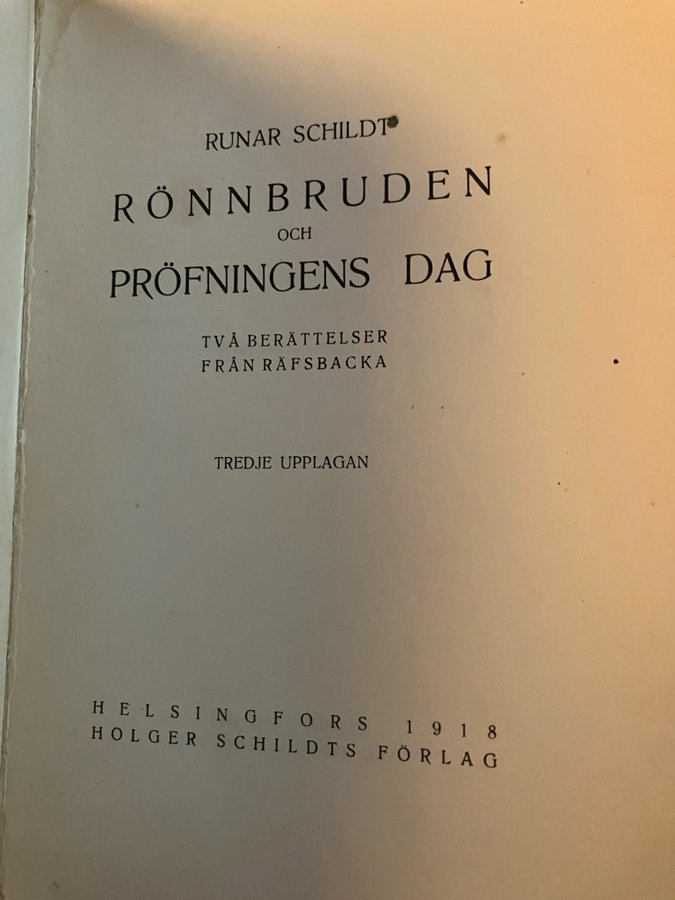 RUNAR SCHILDT
RÖNNBRUDEN
OCH
PRÖFNINGENS DAG
TVÅ BERÄTTELSER
FRÅN RÄFSBACKA
TREDJE UPPLAGAN
HELSINGFORS 1918
HOLGER SCHILDTS FÖRLAG